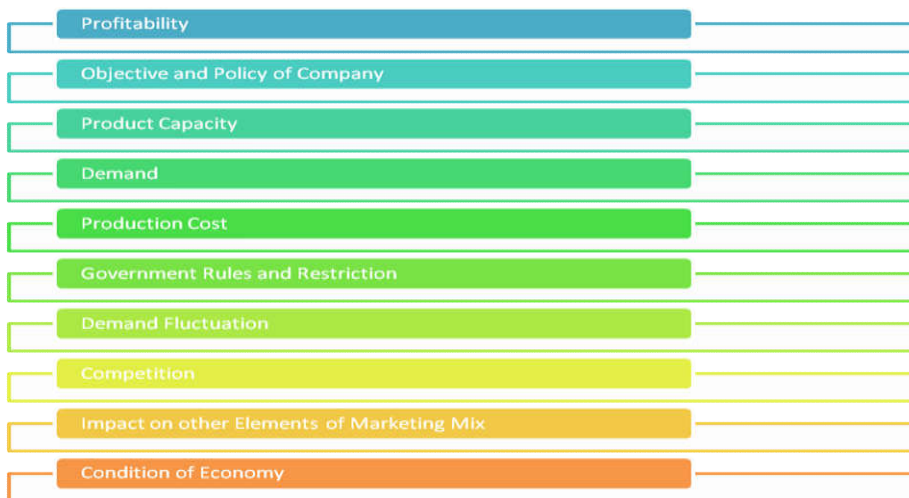 Profitability
Objective and Policy of Company
Product Capacity
Demand
Production Cost
Government Rules and Restriction
Demand Fluctuation
Competition
Impact on other Elements of Marketing Mix
Condition of Economy